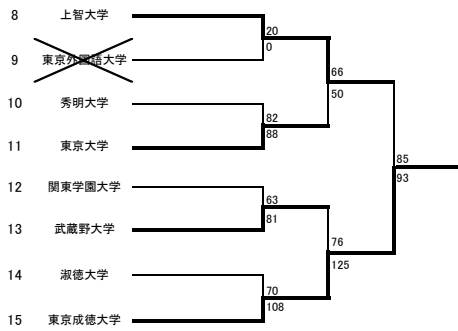 8 上智大学
20
0
9 東京外国語大学
66
50
10 秀明大学
82
88
11 東京大学
85
93
12 関東学園大学
63
81
13 武蔵野大学
76
125
14 淑徳大学
70
108
15 東京成徳大学